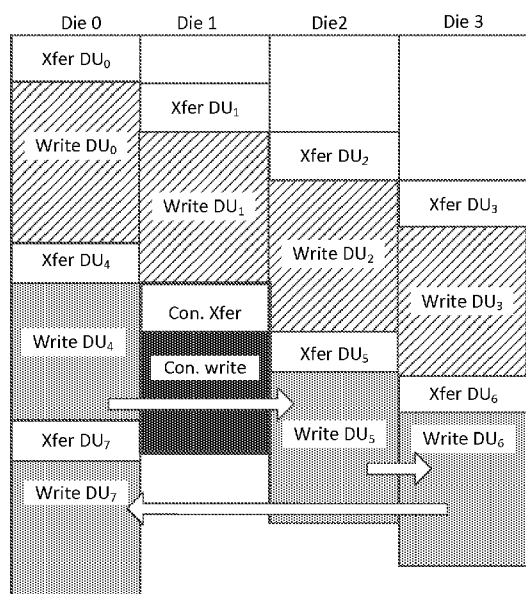 Die 0 Die 1 Die2 Die 3
Xfer DU₀
Xfer DU₁
Write DU₀
Xfer DU₂
Xfer DU₃
Write DU₁
Write DU₂
Xfer DU₄
Write DU₃
Con. Xfer
Write DU₄
Xfer DU₅
Con. write
Xfer DU₆
Write DU₅
Write DU₆
Xfer DU₇
Write DU₇